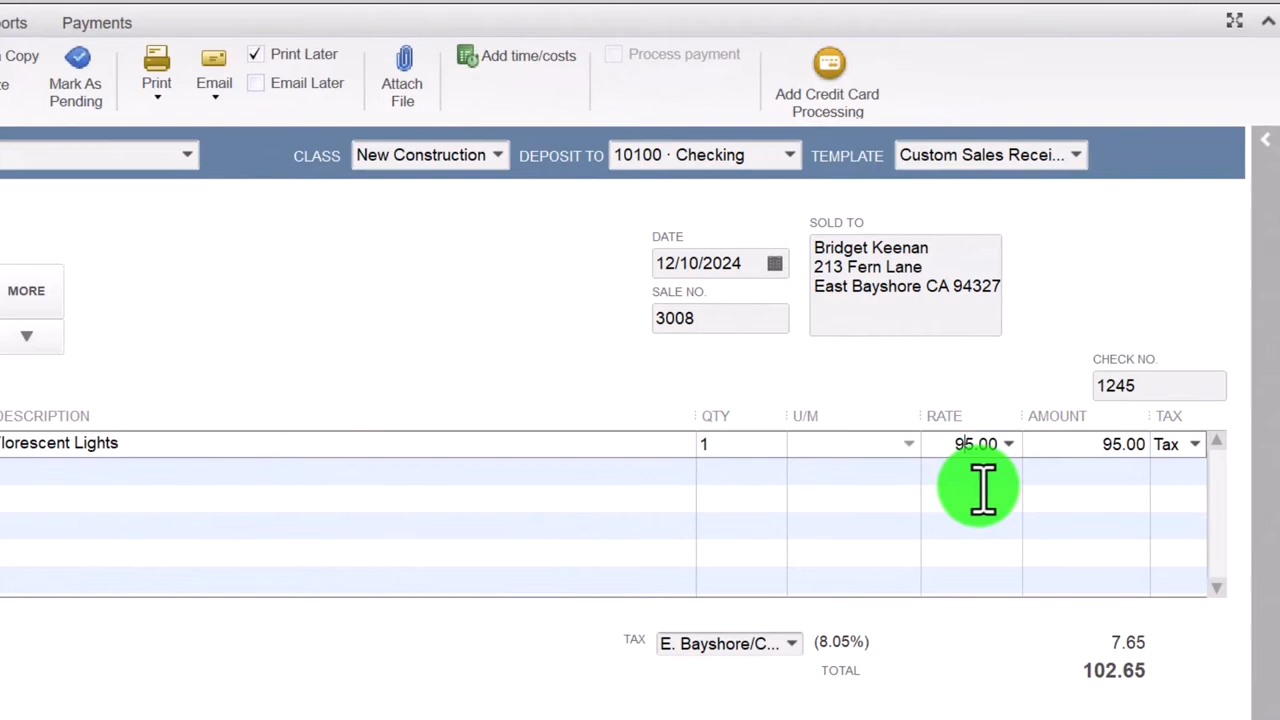 orts Payments
Copy
ze
Mark As
Pending
Print
Email
Print Later
Email Later
Attach
File
Add time/costs
Process payment
Add Credit Card
Processing
CLASS New Construction DEPOSIT TO 10100 · Checking TEMPLATE Custom Sales Recei...
SOLD TO
Bridget Keenan
213 Fern Lane
East Bayshore CA 94327
DATE
12/10/2024
SALE NO.
3008
MORE
CHECK NO.
1245
DESCRIPTION QTY U/M RATE AMOUNT TAX
lorescent Lights 1 95.00 95.00 Tax
TAX E. Bayshore/C... (8.05%) 7.65
TOTAL 102.65